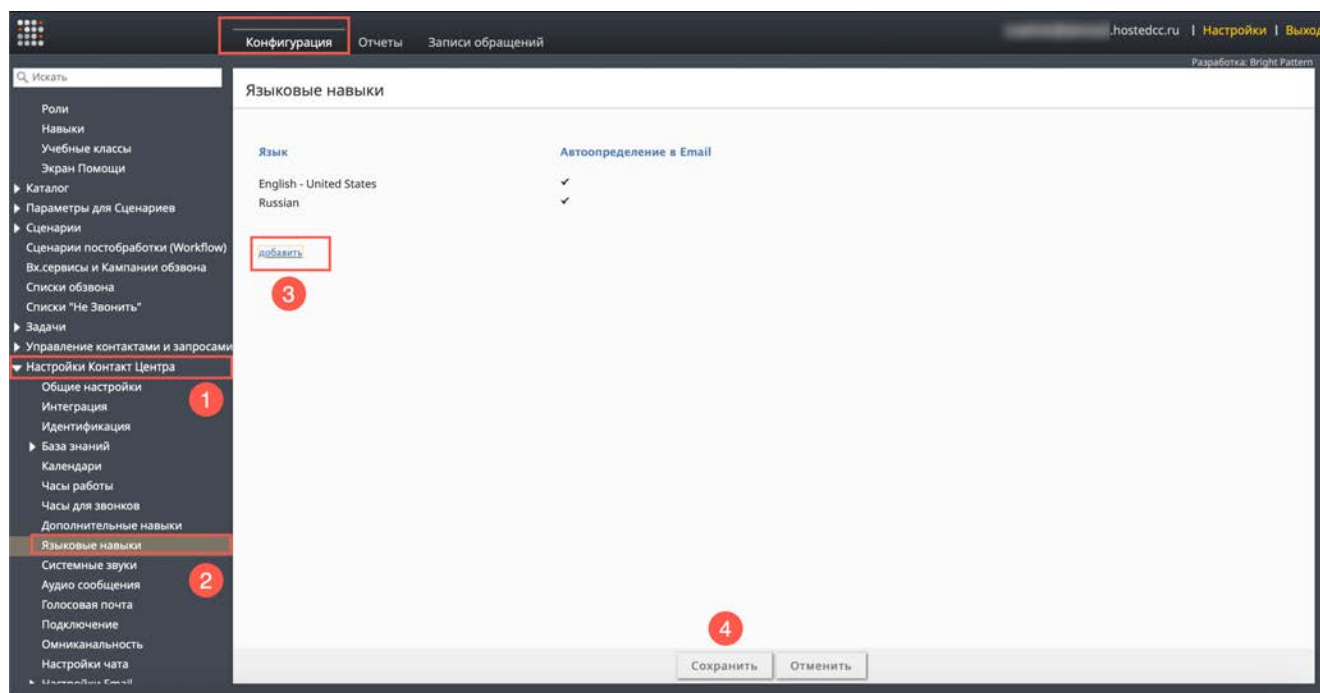 Конфигурация Отчеты Записи обращений .hostedcc.ru | Настройки |
Разработка: Bright Pattern
Искать
Языковые навыки
Роли
Навыки
Учебные классы
Экран Помощи
Каталог
Параметры для Сценариев
Сценарии
Сценарии постобработки (Workflow)
Вх.сервисы и Кампании обзвона
Списки обзвона
Списки "Не Звонить"
Задачи
Управление контактами и запросами
Настройки Контакт Центра
Общие настройки
1
Интеграция
Идентификация
База знаний
Календари
Часы работы
Часы для звонков
Дополнительные навыки
Языковые навыки
Системные звуки
2
Аудио сообщения
Голосовая почта
Подключение
Омниканальность
Настройки чата
Настройки Email
Язык Автоопределение в Email
English - United States ✔
Russian ✔
добавить
3
4
Сохранить Отменить